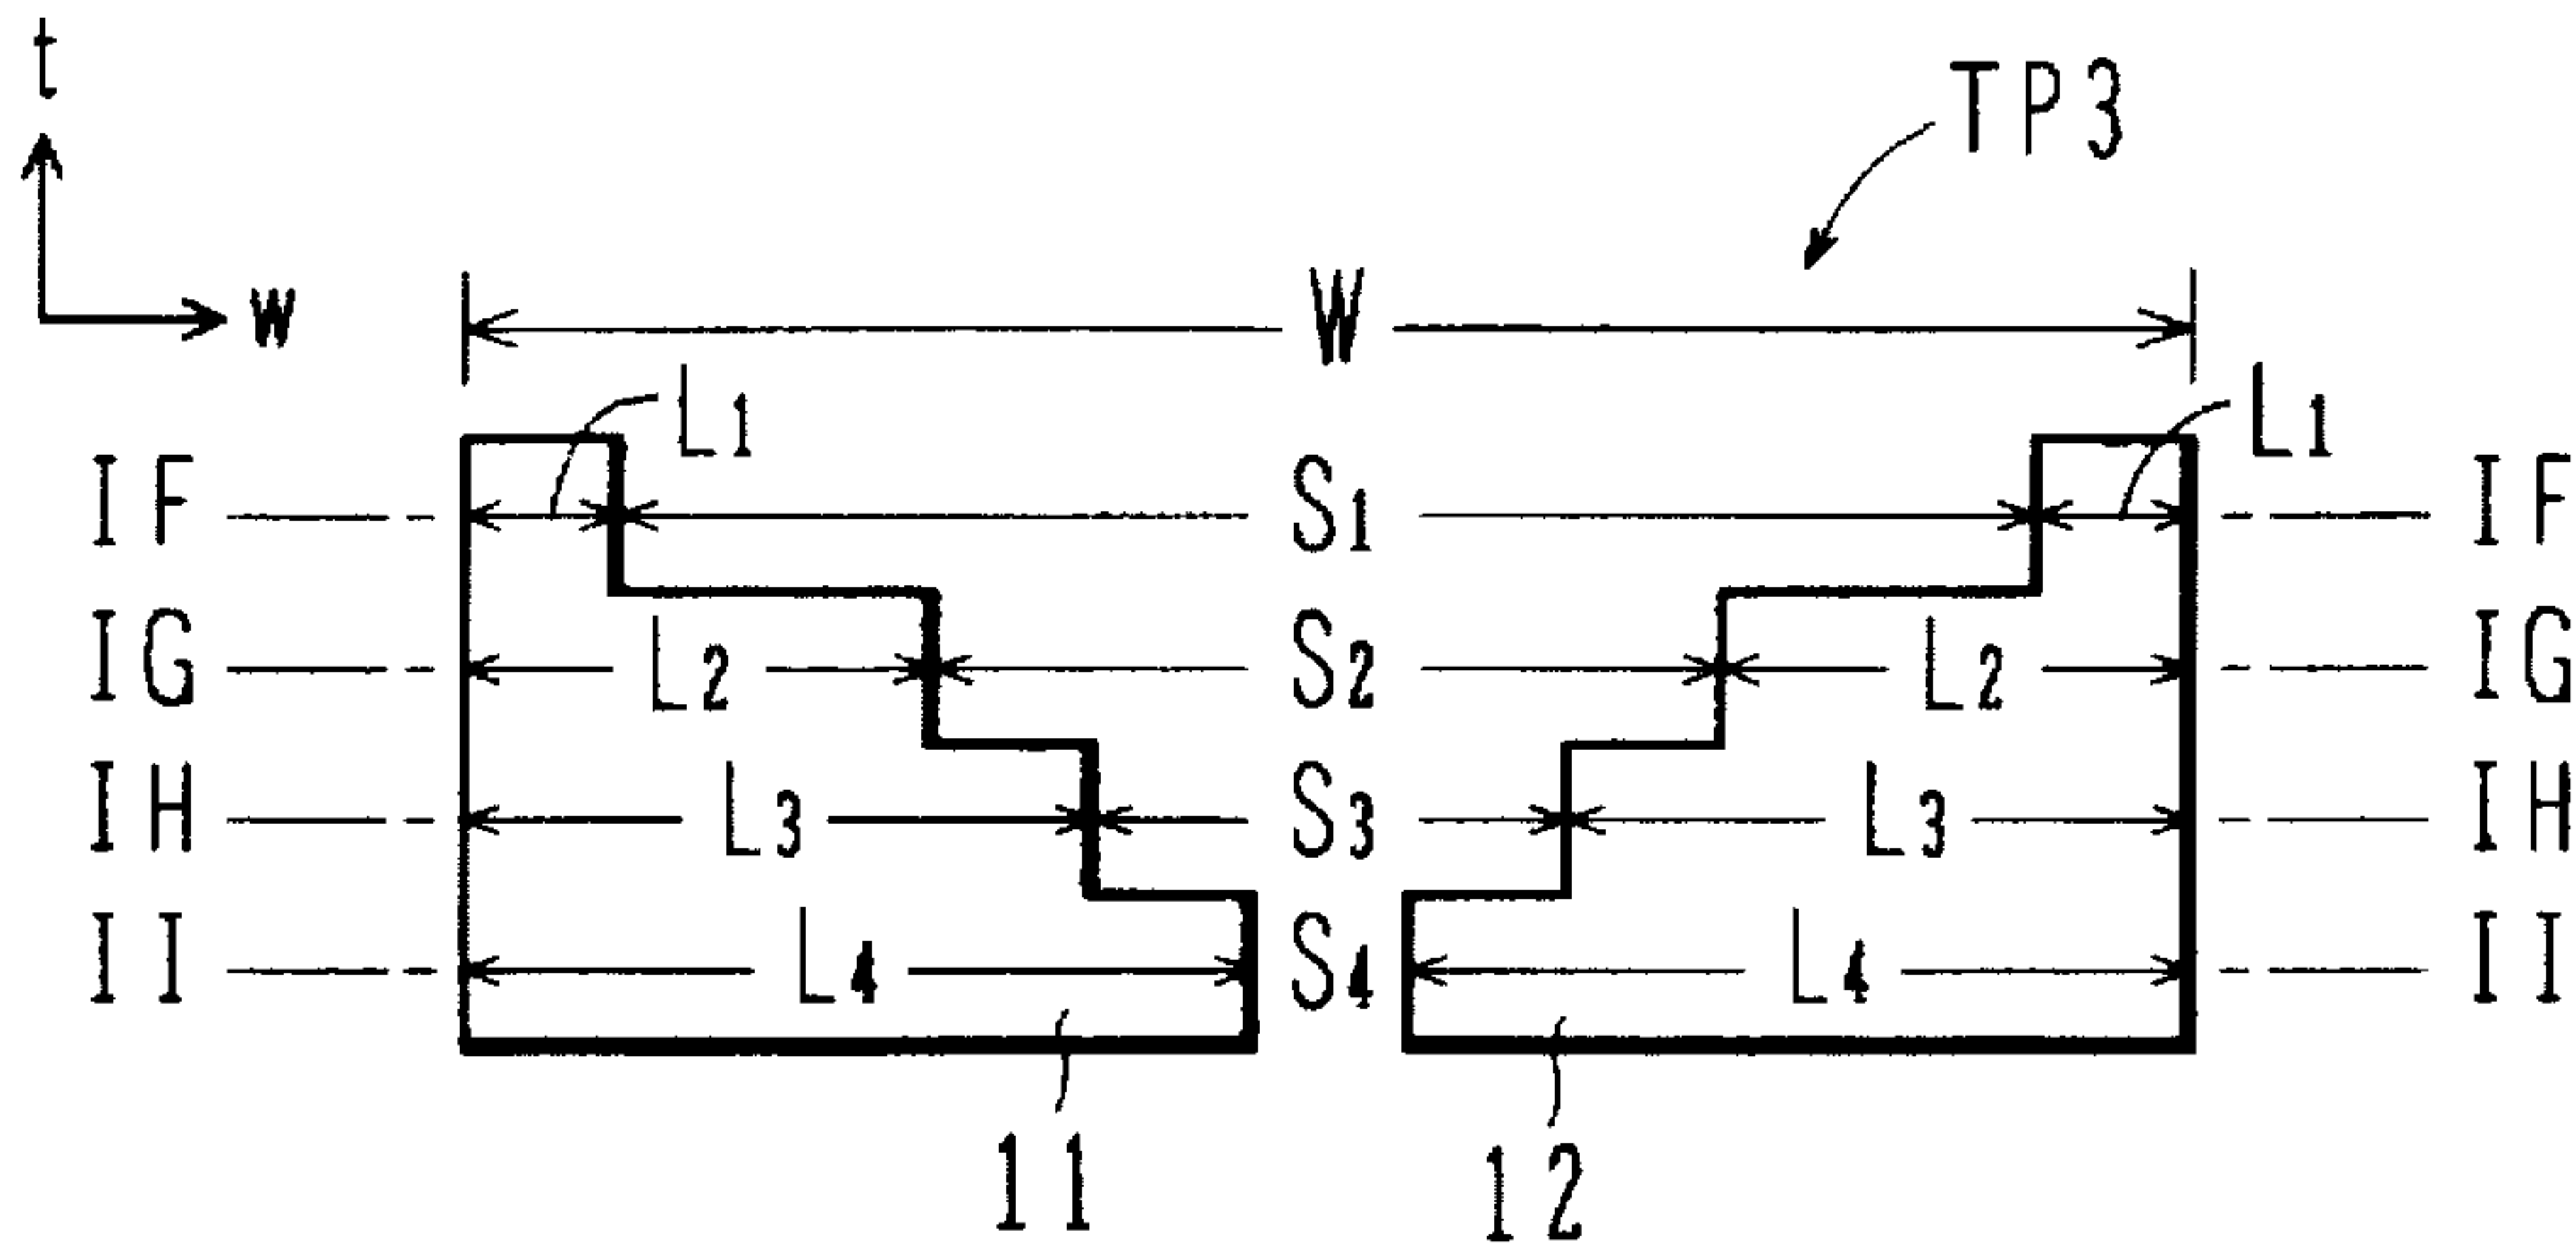 t
TP3
w
W
L1 L1
IF S1 IF
IG L2 S2 L2 IG
IH L3 S3 L3 IH
II L4 S4 L4 II
11 12